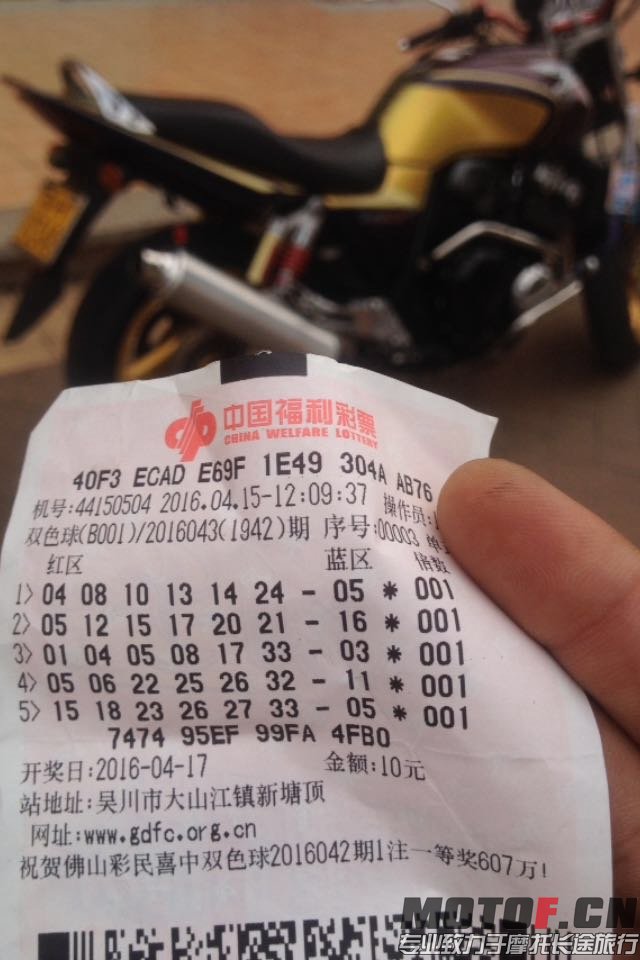 中国福利彩票
CHINA WELFARE LOTTERY
40F3 ECAD E69F 1E49 304A AB76
机号:44150504 2016.04.15-12:09:37 操作员:
双色球(B001)/2016043(1942)期 序号:00003 单
红区 蓝区 倍数
1> 04 08 10 13 14 24 - 05 * 001
2> 05 12 15 17 20 21 - 16 * 001
3> 01 04 05 08 17 33 - 03 * 001
4> 05 06 22 25 26 32 - 11 * 001
5> 15 18 23 26 27 33 - 05 * 001
7474 95EF 99FA 4FB0
开奖日:2016-04-17 金额:10元
站地址:吴川市大山江镇新塘顶
网址:www.gdfc.org.cn
祝贺佛山彩民喜中双色球2016042期1注一等奖607万!
MOTOF.CN
专业致力于摩托长途旅行